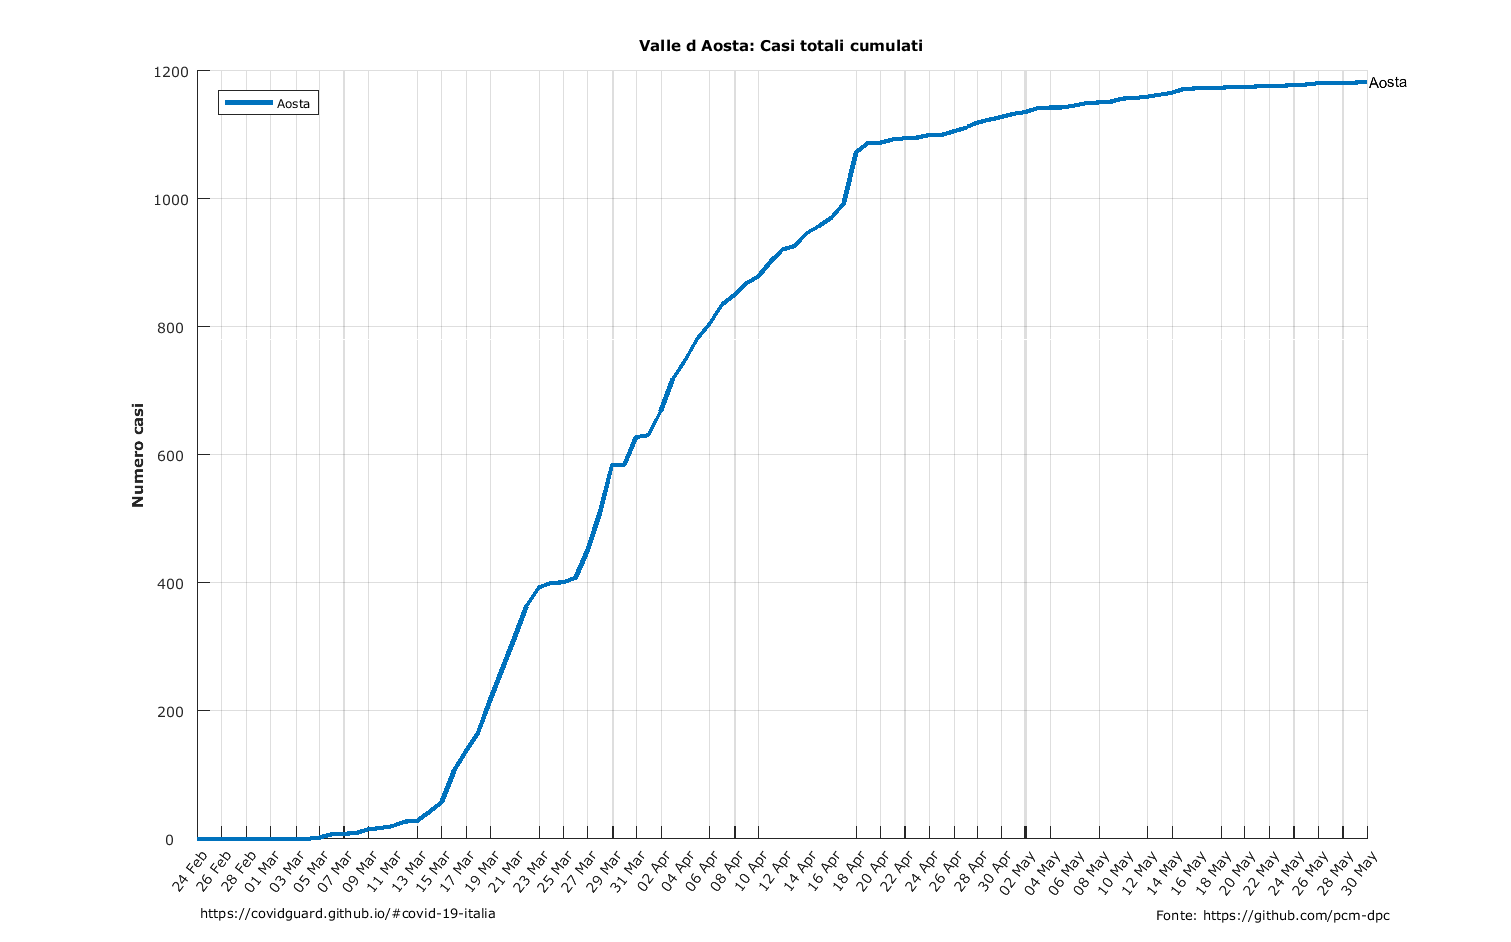 Valle d Aosta: Casi totali cumulati
Aosta
Aosta
Numero casi
1200
1000
800
600
400
200
0
24 Feb
26 Feb
28 Feb
01 Mar
03 Mar
05 Mar
07 Mar
09 Mar
11 Mar
13 Mar
15 Mar
17 Mar
19 Mar
21 Mar
23 Mar
25 Mar
27 Mar
29 Mar
31 Mar
02 Apr
04 Apr
06 Apr
08 Apr
10 Apr
12 Apr
14 Apr
16 Apr
18 Apr
20 Apr
22 Apr
24 Apr
26 Apr
28 Apr
30 Apr
02 May
04 May
06 May
08 May
10 May
12 May
14 May
16 May
18 May
20 May
22 May
24 May
26 May
28 May
30 May
https://covidguard.github.io/#covid-19-italia
Fonte: https://github.com/pcm-dpc